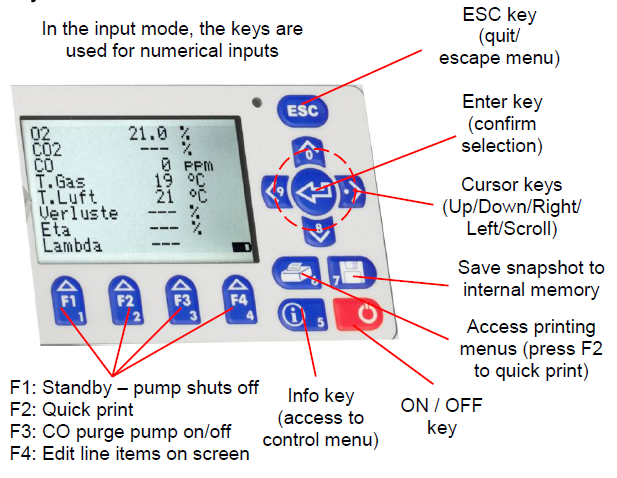 In the input mode, the keys are
used for numerical inputs
ESC key
(quit/
escape menu)
Enter key
(confirm
selection)
Cursor keys
(Up/Down/Right/
Left/Scroll)
Save snapshot to
internal memory
Access printing
menus (press F2
to quick print)
ON / OFF
key
Info key
(access to
control menu)
F1: Standby – pump shuts off
F2: Quick print
F3: CO purge pump on/off
F4: Edit line items on screen
O2 21.0 %
CO2 --- %
CO 0 ppm
T.Gas 19 °C
T.Luft 21 °C
Verluste --- %
Eta --- %
Lambda ---
ESC
0
9
8
6
7
F1 1
F2 2
F3 3
F4 4
i 5